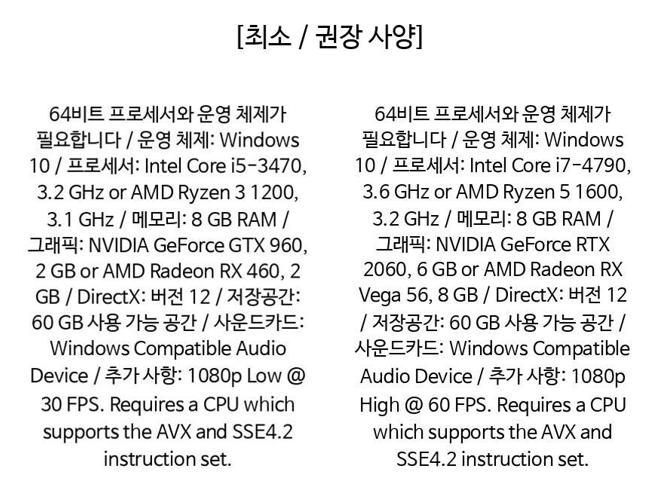 [최소 / 권장 사양]
64비트 프로세서와 운영 체제가
필요합니다 / 운영 체제: Windows
10 / 프로세서: Intel Core i5-3470,
3.2 GHz or AMD Ryzen 3 1200,
3.1 GHz / 메모리: 8 GB RAM /
그래픽: NVIDIA GeForce GTX 960,
2 GB or AMD Radeon RX 460, 2
GB / DirectX: 버전 12 / 저장공간:
60 GB 사용 가능 공간 / 사운드카드:
Windows Compatible Audio
Device / 추가 사항: 1080p Low @
30 FPS. Requires a CPU which
supports the AVX and SSE4.2
instruction set.
64비트 프로세서와 운영 체제가
필요합니다 / 운영 체제: Windows
10 / 프로세서: Intel Core i7-4790,
3.6 GHz or AMD Ryzen 5 1600,
3.2 GHz / 메모리: 8 GB RAM /
그래픽: NVIDIA GeForce RTX
2060, 6 GB or AMD Radeon RX
Vega 56, 8 GB / DirectX: 버전 12
/ 저장공간: 60 GB 사용 가능 공간 /
사운드카드: Windows Compatible
Audio Device / 추가 사항: 1080p
High @ 60 FPS. Requires a CPU
which supports the AVX and
SSE4.2 instruction set.